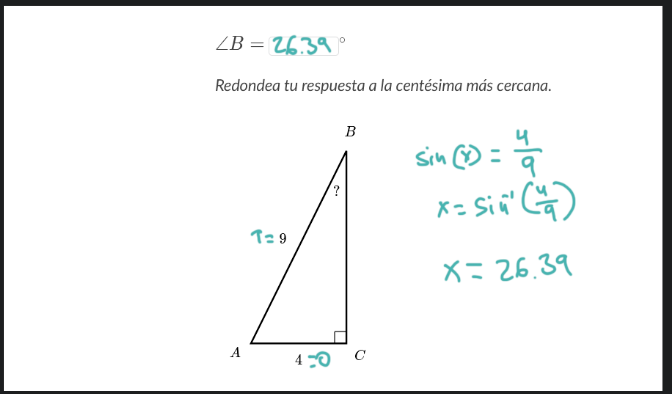 ∠B = 26.39 °
Redondea tu respuesta a la centésima más cercana.
B
?
9
A
4 =0
C
sin (x) = 4/9
x = sin⁻¹ (4/9)
x = 26.39